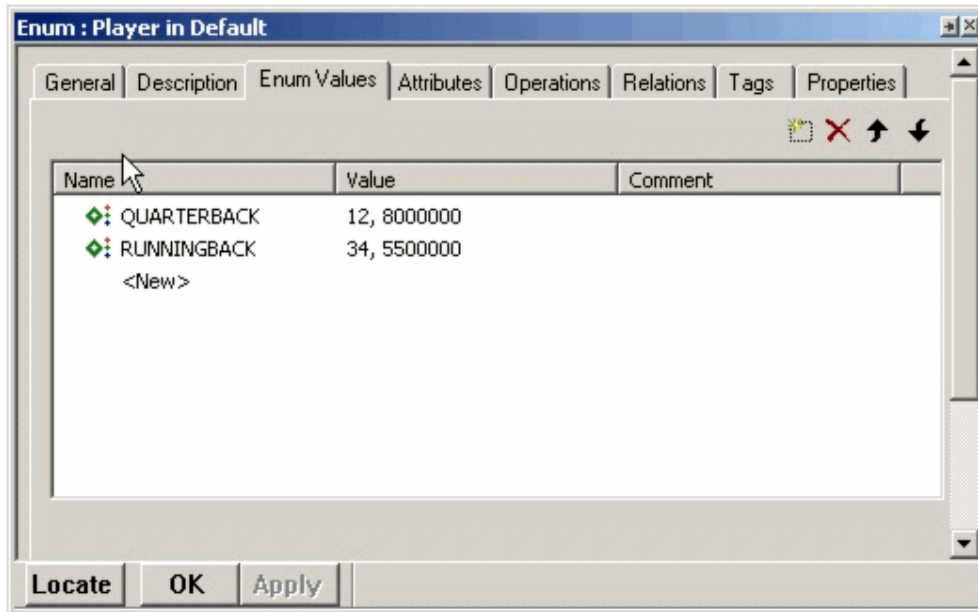 Enum : Player in Default
General Description Enum Values Attributes Operations Relations Tags Properties
Name Value Comment
QUARTERBACK 12, 8000000
RUNNINGBACK 34, 5500000
<New>
Locate OK Apply